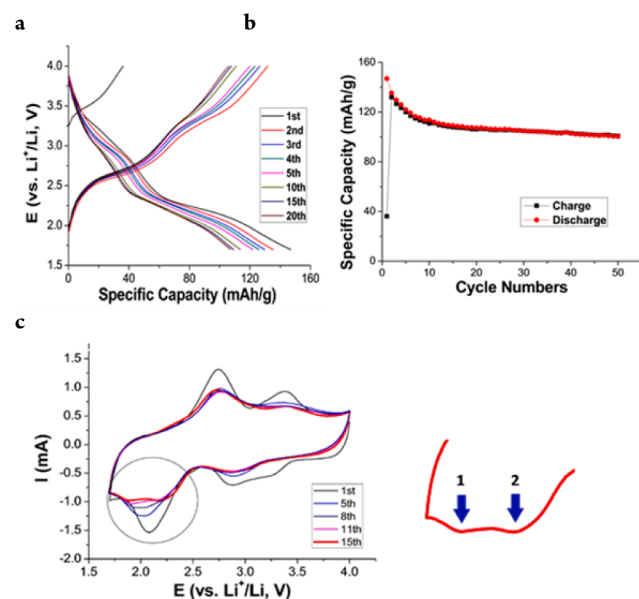 a
b
4.0
3.5
3.0
2.5
2.0
1.5
E (vs. Li⁺/Li, V)
0 40 80 120 160
Specific Capacity (mAh/g)
1st
2nd
3rd
4th
5th
10th
15th
20th
160
120
80
40
0
Specific Capacity (mAh/g)
0 10 20 30 40 50
Cycle Numbers
Charge
Discharge
c
1.5
1.0
0.5
0.0
-0.5
-1.0
-1.5
-2.0
I (mA)
1.5 2.0 2.5 3.0 3.5 4.0
E (vs. Li⁺/Li, V)
1st
5th
8th
11th
15th
1 2